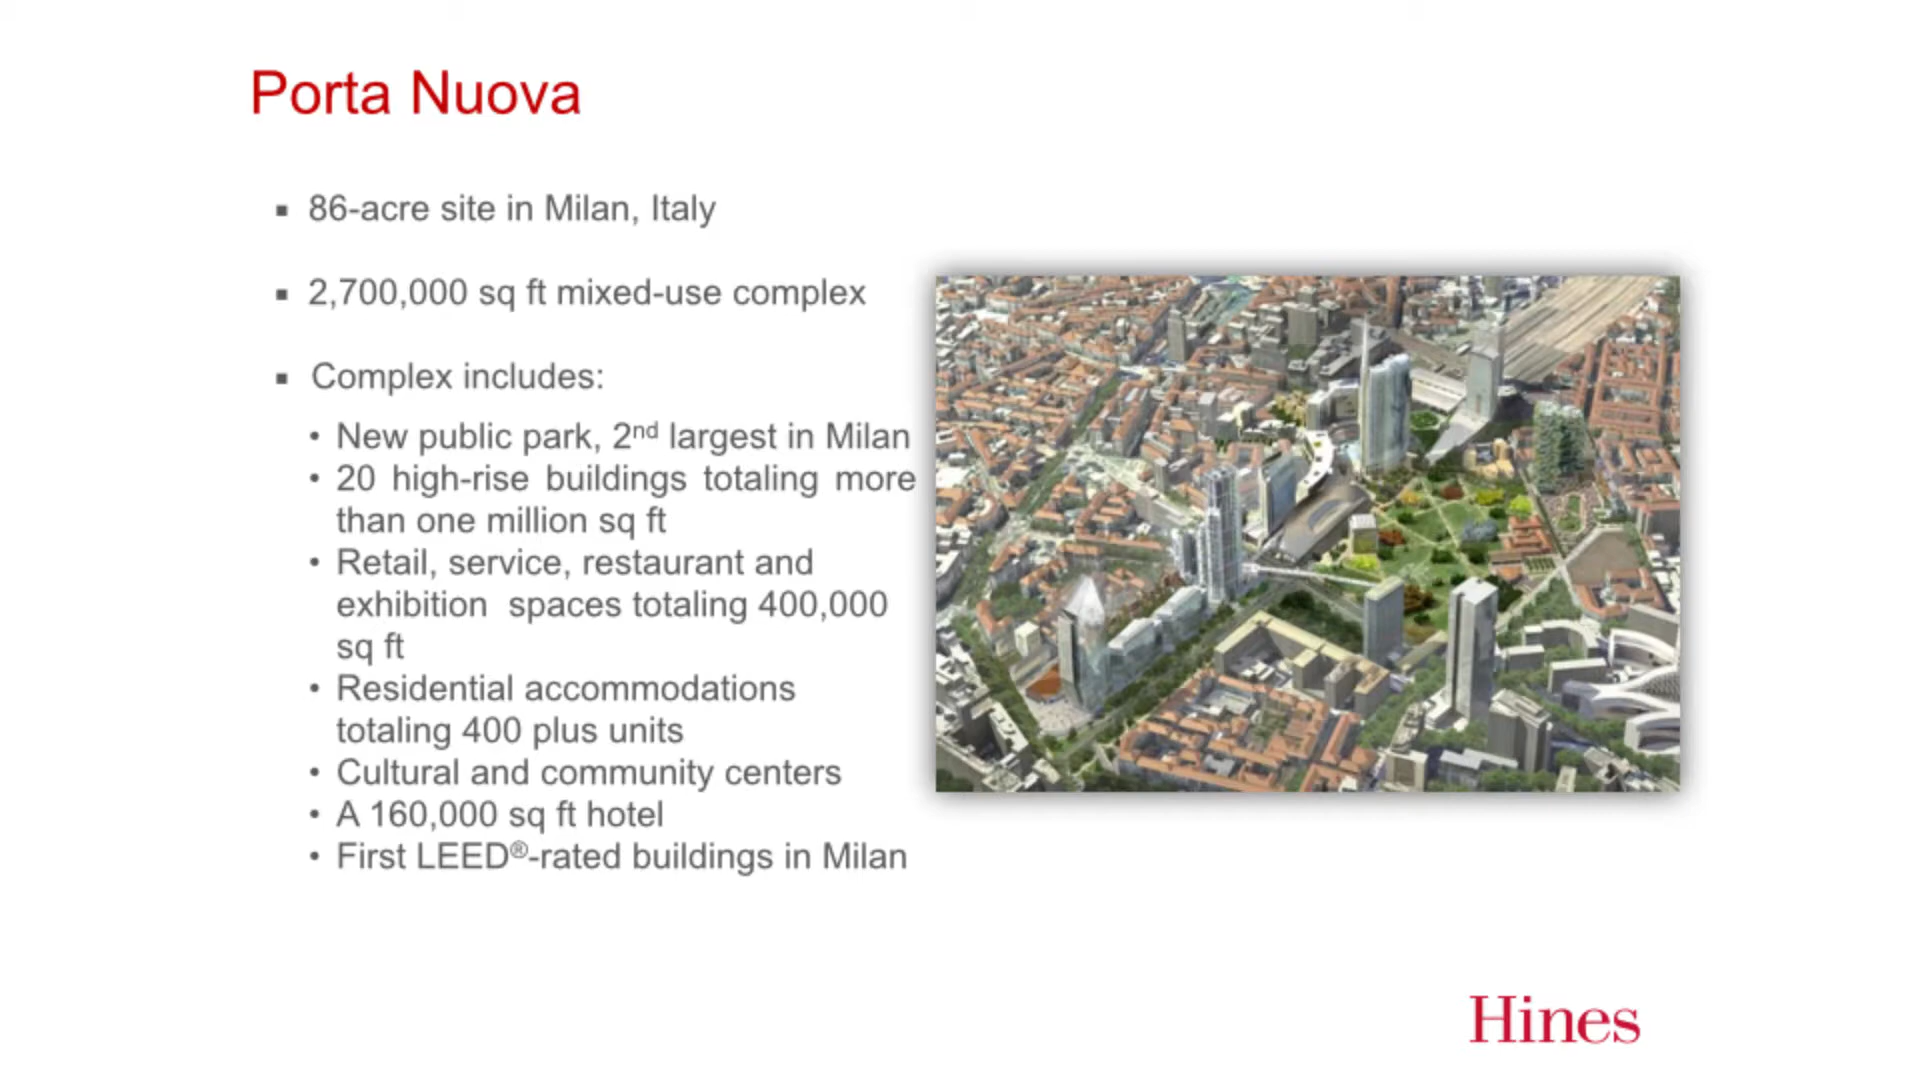 Porta Nuova
▪ 86-acre site in Milan, Italy
▪ 2,700,000 sq ft mixed-use complex
▪ Complex includes:
• New public park, 2nd largest in Milan
• 20 high-rise buildings totaling more
than one million sq ft
• Retail, service, restaurant and
exhibition spaces totaling 400,000
sq ft
• Residential accommodations
totaling 400 plus units
• Cultural and community centers
• A 160,000 sq ft hotel
• First LEED®-rated buildings in Milan
Hines